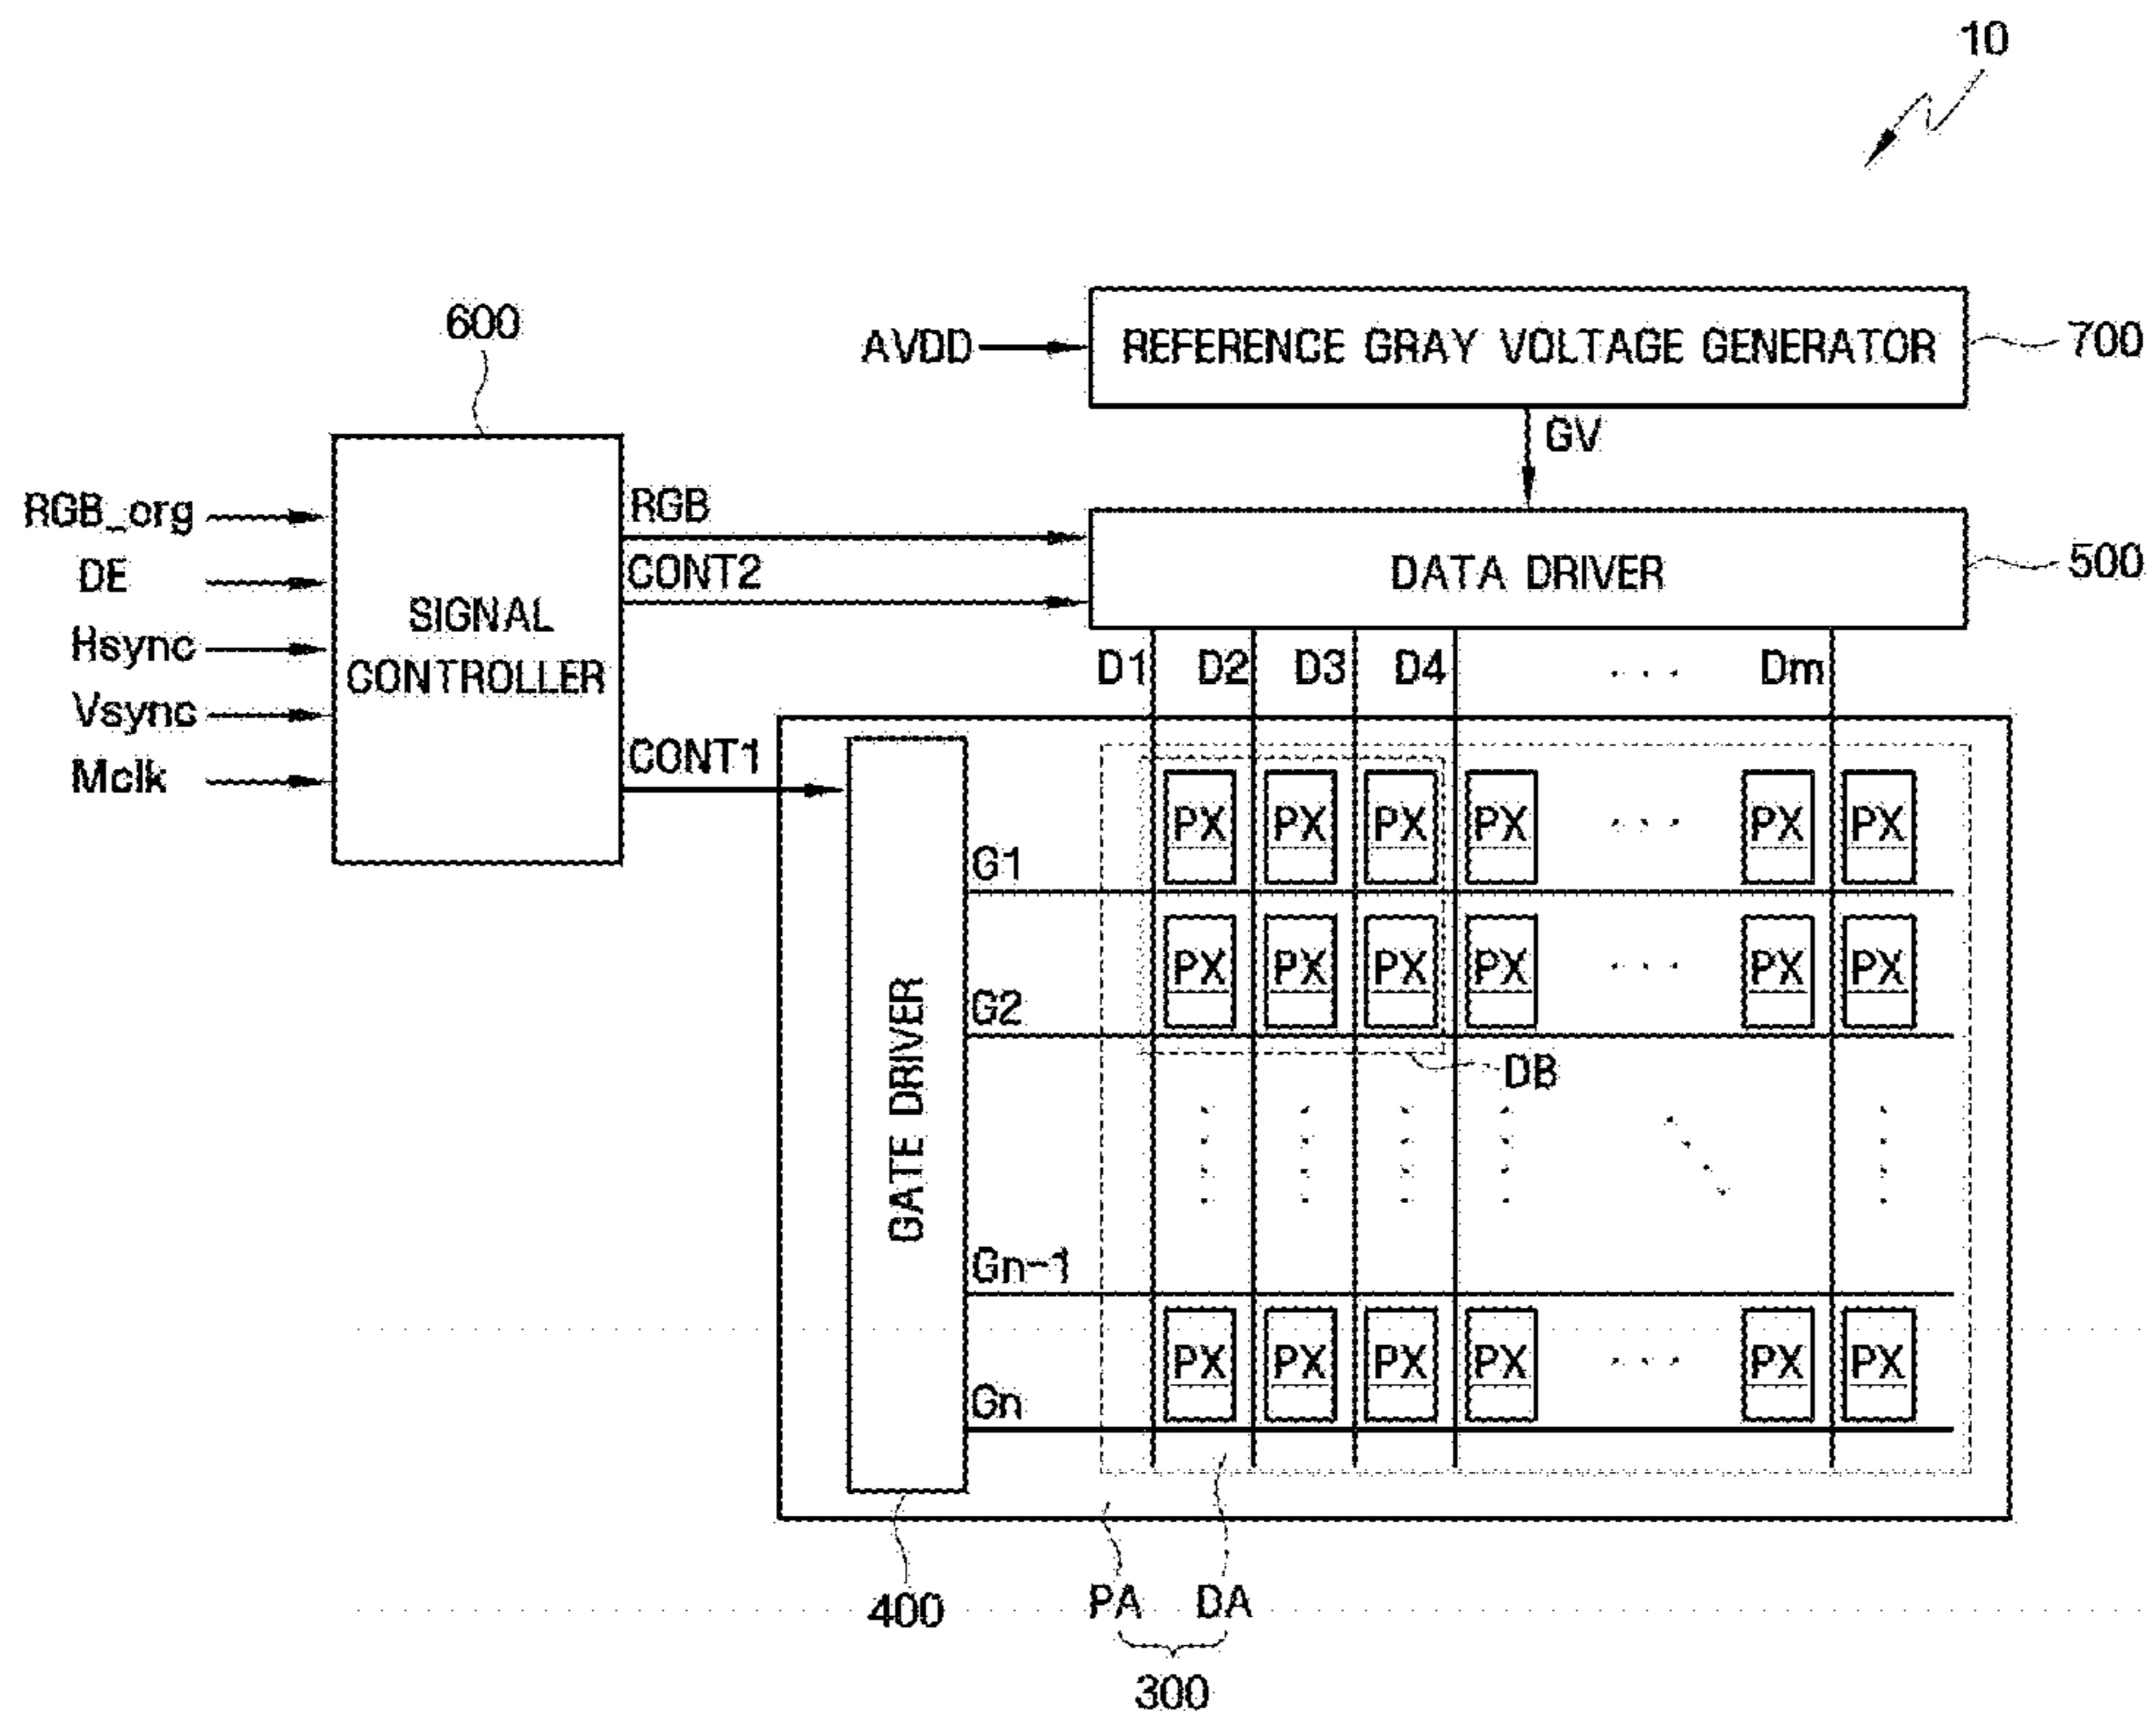 10
600
AVDD
REFERENCE GRAY VOLTAGE GENERATOR
700
GV
RGB_org
DE
Hsync
Vsync
Mclk
SIGNAL
CONTROLLER
RGB
CONT2
CONT1
DATA DRIVER
500
D1 D2 D3 D4 ... Dm
GATE DRIVER
PX PX PX PX ... PX PX
G1
PX PX PX PX ... PX PX
G2
DB
Gn-1
PX PX PX PX ... PX PX
Gn
400
PA DA
300